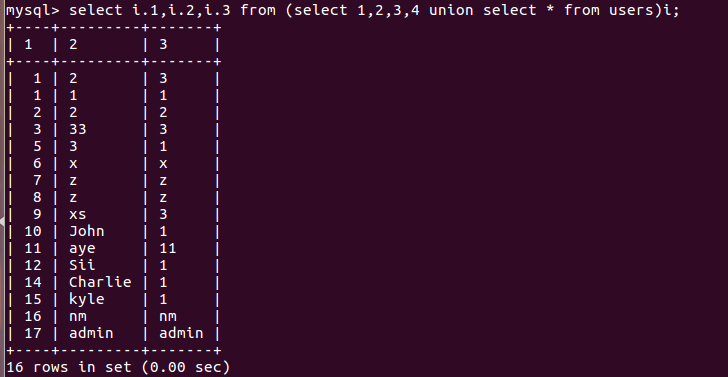 mysql> select i.1,i.2,i.3 from (select 1,2,3,4 union select * from users)i;
+----+---------+-------+
| 1  | 2       | 3     |
+----+---------+-------+
|  1 | 2       | 3     |
|  1 | 1       | 1     |
|  2 | 2       | 2     |
|  3 | 33      | 3     |
|  5 | 3       | 1     |
|  6 | x       | x     |
|  7 | z       | z     |
|  8 | z       | z     |
|  9 | xs      | 3     |
| 10 | John    | 1     |
| 11 | aye     | 11    |
| 12 | Sii     | 1     |
| 14 | Charlie | 1     |
| 15 | kyle    | 1     |
| 16 | nm      | nm    |
| 17 | admin   | admin |
+----+---------+-------+
16 rows in set (0.00 sec)